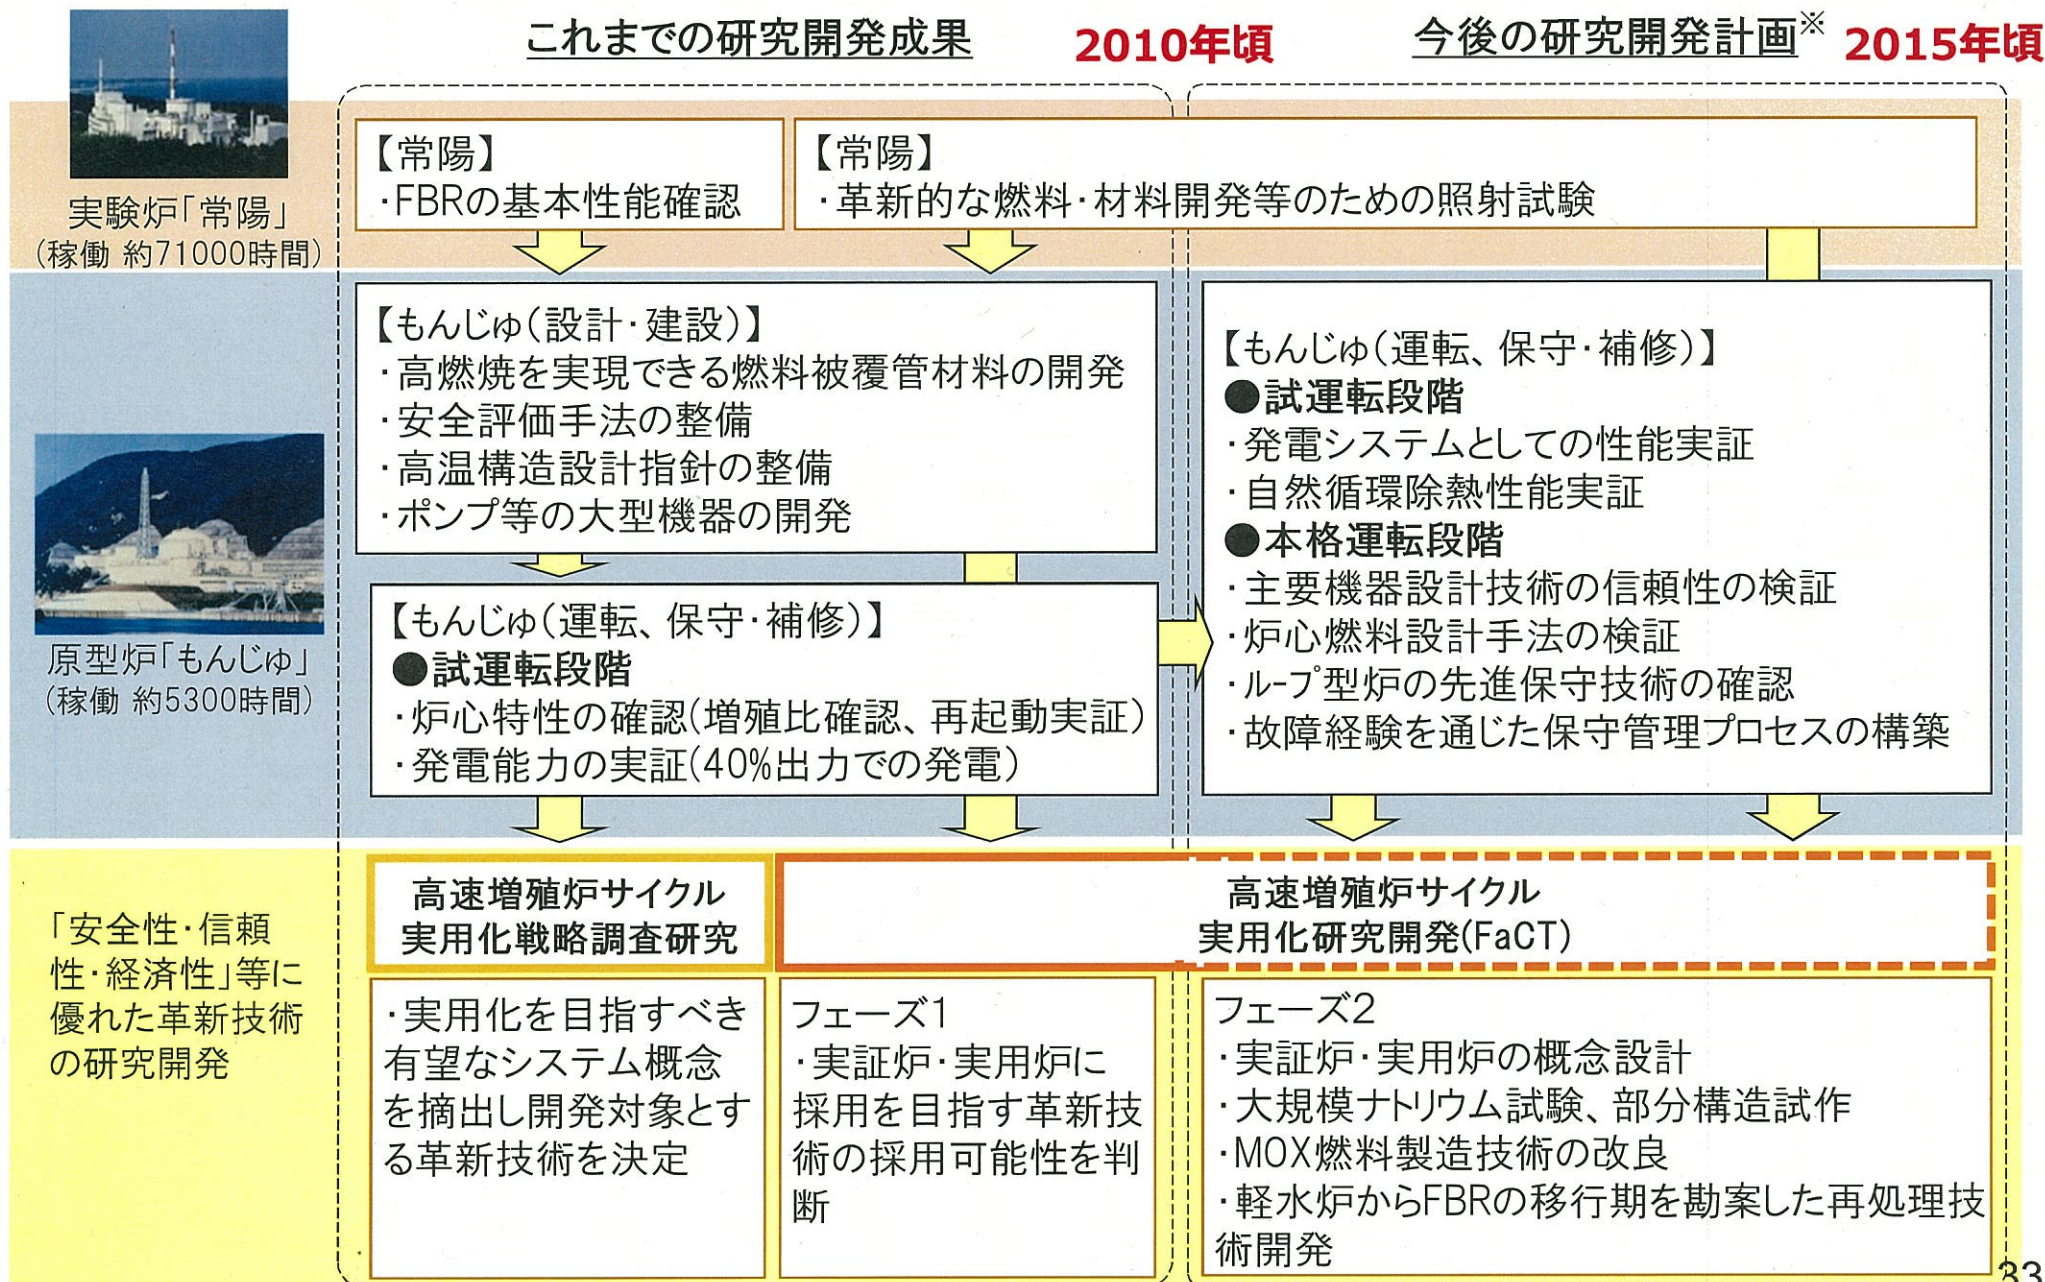 これまでの研究開発成果
2010年頃
今後の研究開発計画※
2015年頃
実験炉「常陽」
(稼働 約71000時間)
【常陽】
・FBRの基本性能確認
【常陽】
・革新的な燃料・材料開発等のための照射試験
原型炉「もんじゅ」
(稼働 約5300時間)
【もんじゅ(設計・建設)】
・高燃焼を実現できる燃料被覆管材料の開発
・安全評価手法の整備
・高温構造設計指針の整備
・ポンプ等の大型機器の開発
【もんじゅ(運転、保守・補修)】
●試運転段階
・炉心特性の確認(増殖比確認、再起動実証)
・発電能力の実証(40%出力での発電)
【もんじゅ(運転、保守・補修)】
●試運転段階
・発電システムとしての性能実証
・自然循環除熱性能実証
●本格運転段階
・主要機器設計技術の信頼性の検証
・炉心燃料設計手法の検証
・ループ型炉の先進保守技術の確認
・故障経験を通じた保守管理プロセスの構築
「安全性・信頼
性・経済性」等に
優れた革新技術
の研究開発
高速増殖炉サイクル
実用化戦略調査研究
・実用化を目指すべき
有望なシステム概念
を摘出し開発対象とす
る革新技術を決定
高速増殖炉サイクル
実用化研究開発(FaCT)
フェーズ1
・実証炉・実用炉に
採用を目指す革新技
術の採用可能性を判
断
フェーズ2
・実証炉・実用炉の概念設計
・大規模ナトリウム試験、部分構造試作
・MOX燃料製造技術の改良
・軽水炉からFBRの移行期を勘案した再処理技
術開発
33